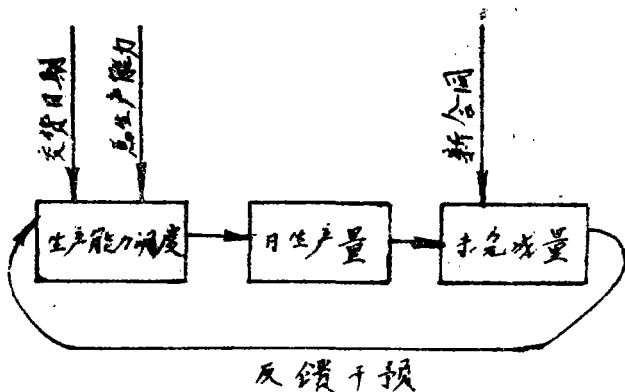 交货日期
总生产能力
新合同
生产能力调度
日生产量
未完成量
反馈干预